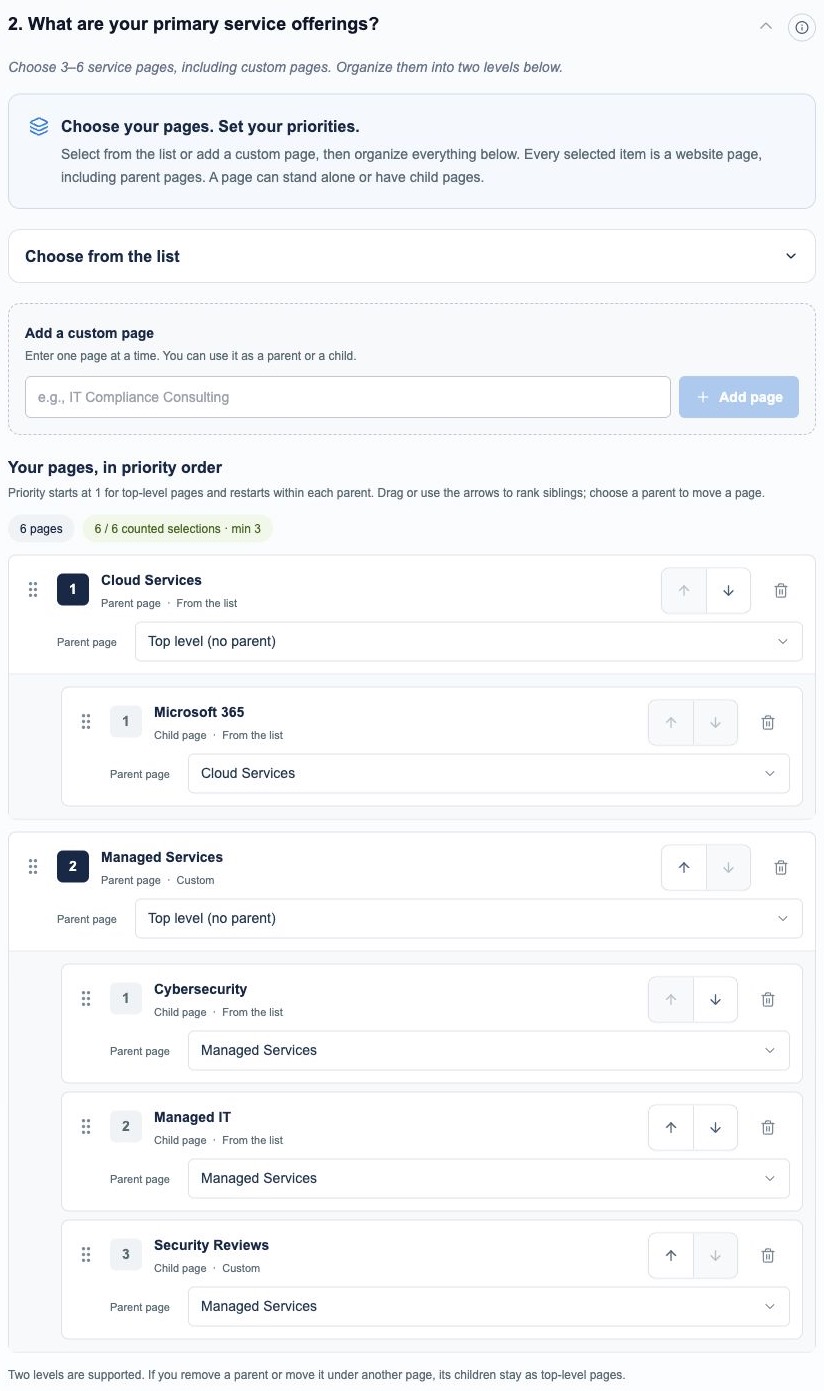 2. What are your primary service offerings?
Choose 3–6 service pages, including custom pages. Organize them into two levels below.
Choose your pages. Set your priorities.
Select from the list or add a custom page, then organize everything below. Every selected item is a website page,
including parent pages. A page can stand alone or have child pages.
Choose from the list
Add a custom page
Enter one page at a time. You can use it as a parent or a child.
e.g., IT Compliance Consulting
+ Add page
Your pages, in priority order
Priority starts at 1 for top-level pages and restarts within each parent. Drag or use the arrows to rank siblings; choose a parent to move a page.
6 pages
6 / 6 counted selections · min 3
1
Cloud Services
Parent page · From the list
Parent page
Top level (no parent)
1
Microsoft 365
Child page · From the list
Parent page
Cloud Services
2
Managed Services
Parent page · Custom
Parent page
Top level (no parent)
1
Cybersecurity
Child page · From the list
Parent page
Managed Services
2
Managed IT
Child page · From the list
Parent page
Managed Services
3
Security Reviews
Child page · Custom
Parent page
Managed Services
Two levels are supported. If you remove a parent or move it under another page, its children stay as top-level pages.